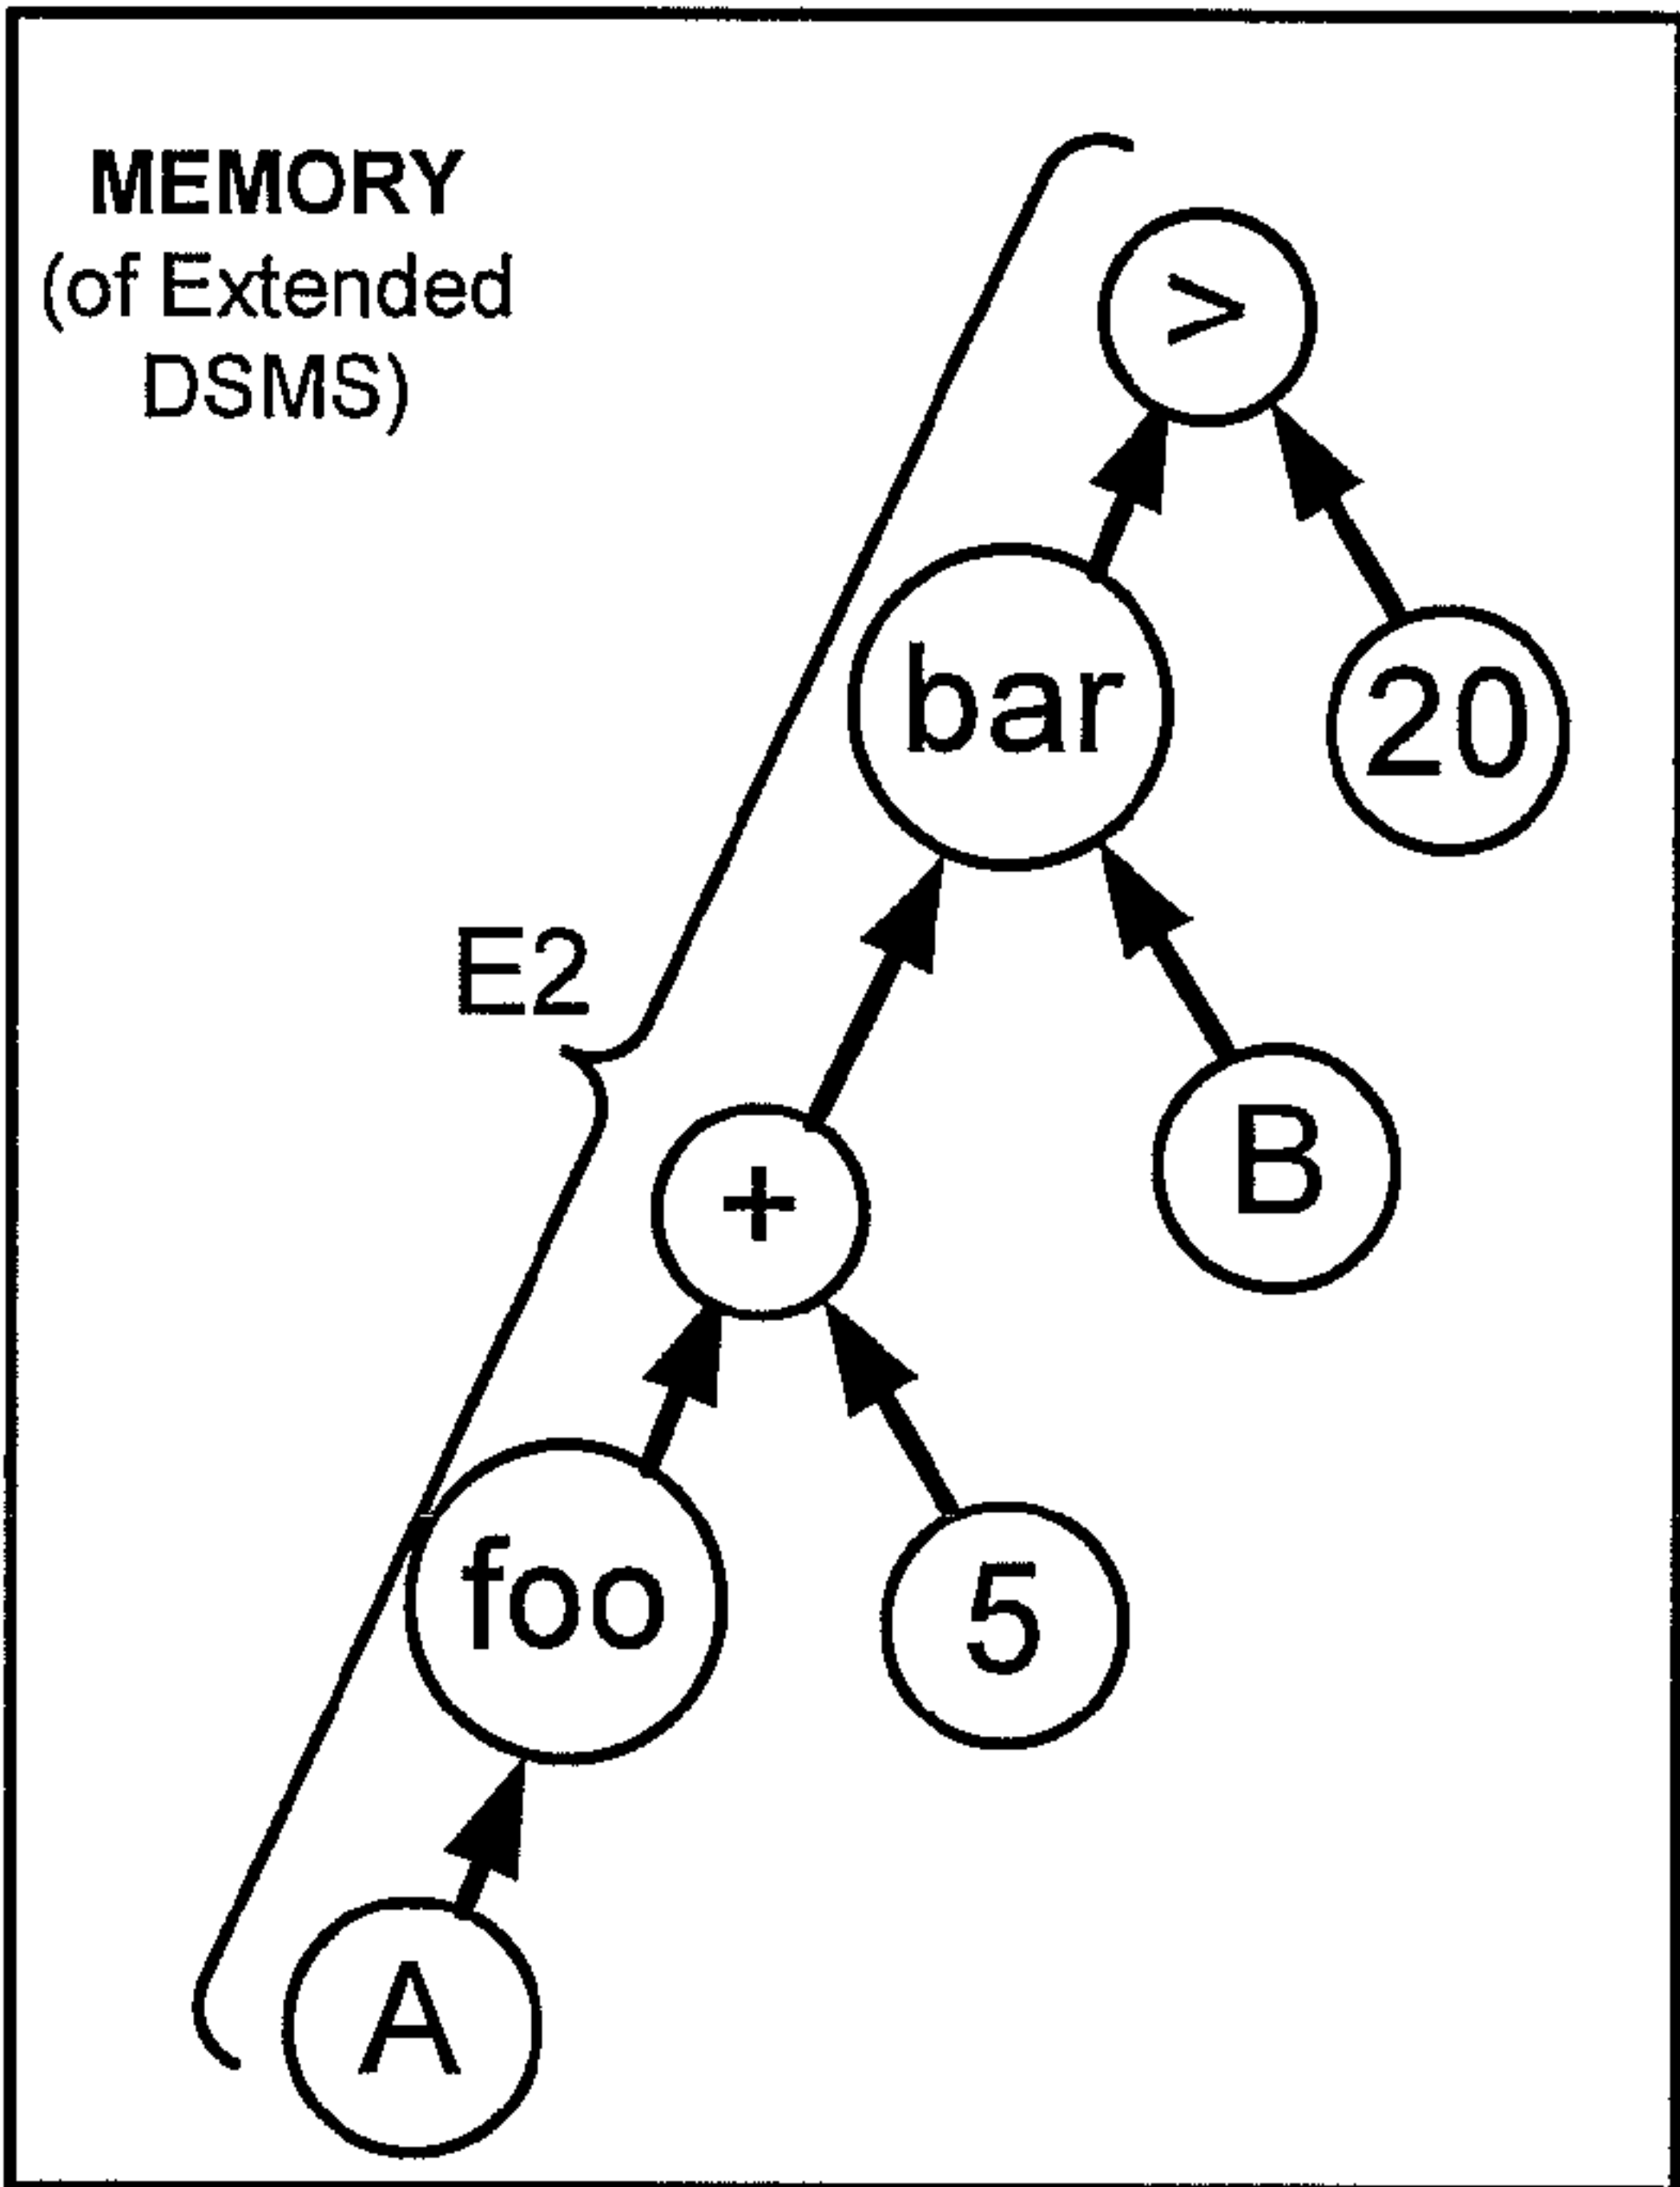 MEMORY
(of Extended
DSMS)
>
bar
20
E2
+
B
foo
5
A